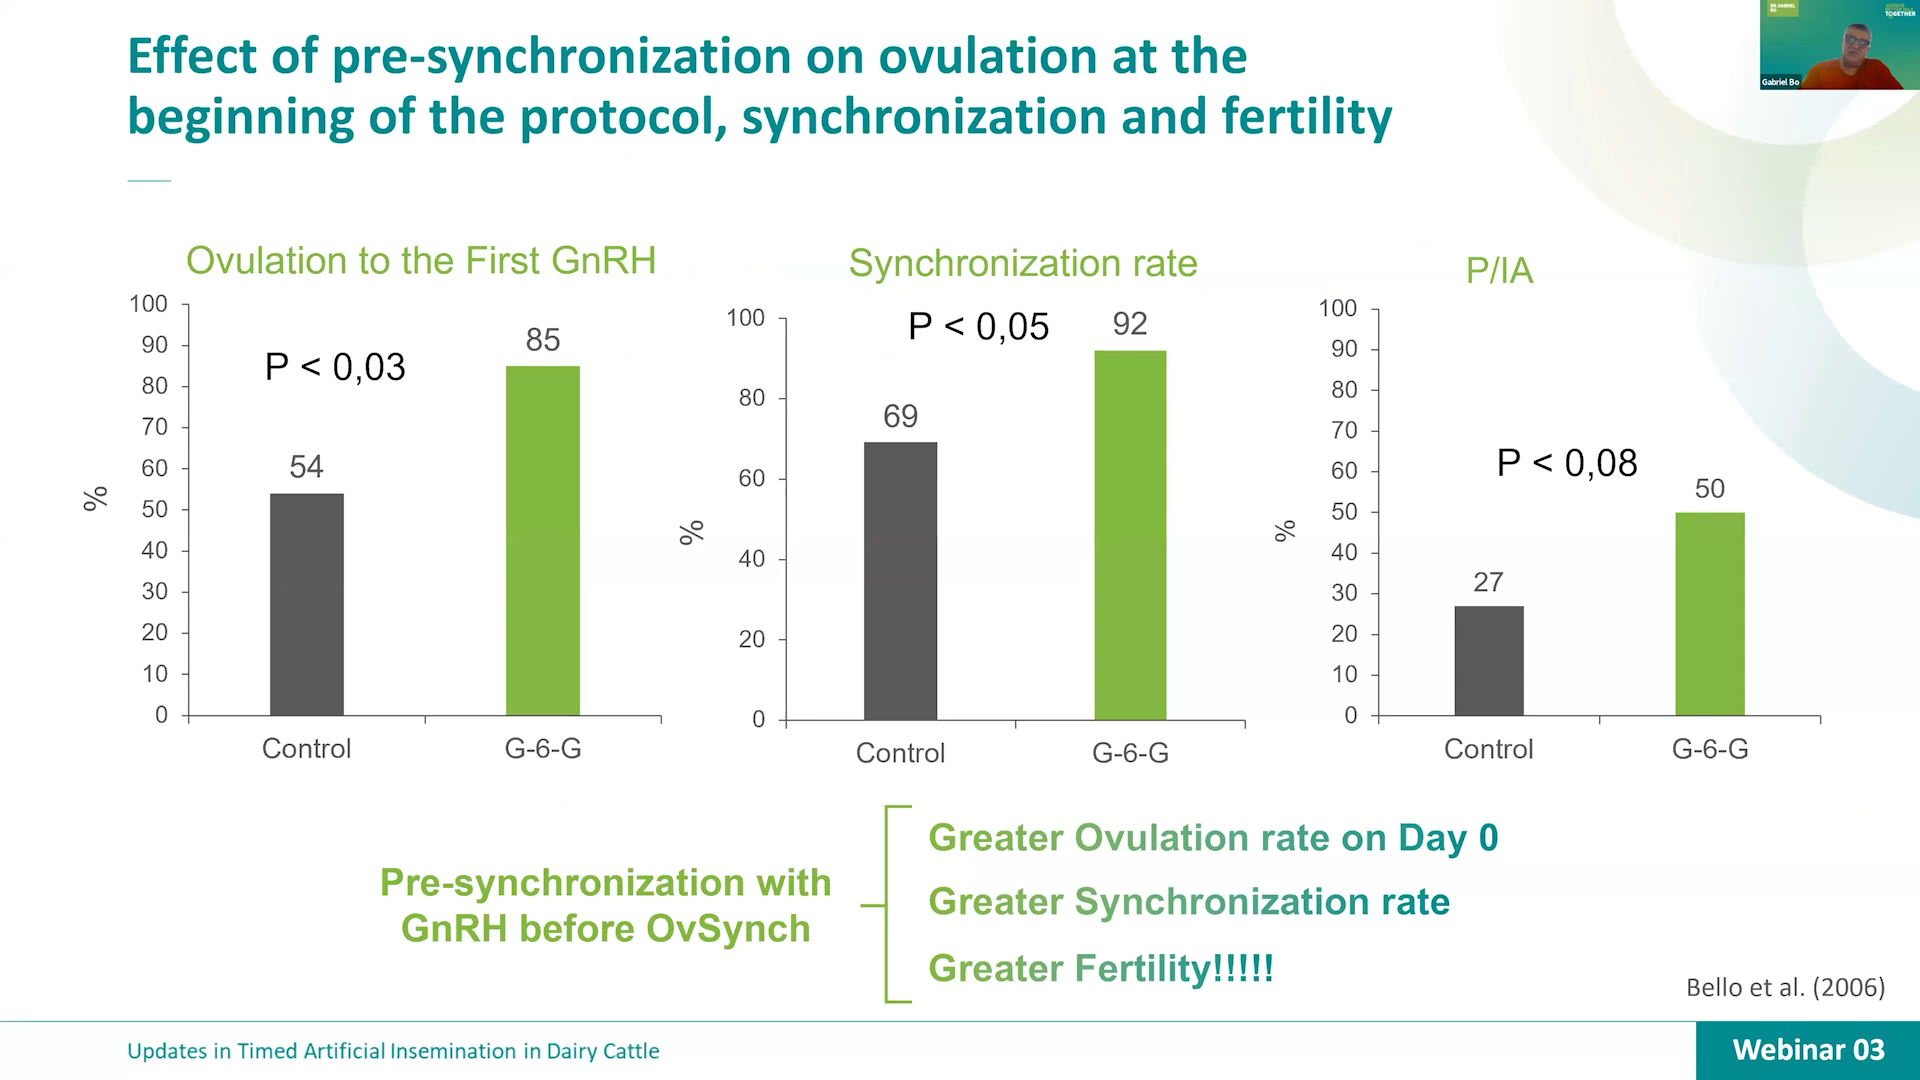 Effect of pre-synchronization on ovulation at the
beginning of the protocol, synchronization and fertility
DR. GABRIEL
BO
TOGETHER
Gabriel Bo
Ovulation to the First GnRH
100
90
80
70
60
50
40
30
20
10
0
%
P < 0,03
54
85
Control
G-6-G
Synchronization rate
100
80
60
40
20
0
%
P < 0,05
69
92
Control
G-6-G
P/IA
100
90
80
70
60
50
40
30
20
10
0
%
P < 0,08
27
50
Control
G-6-G
Pre-synchronization with
GnRH before OvSynch
Greater Ovulation rate on Day 0
Greater Synchronization rate
Greater Fertility!!!!!
Bello et al. (2006)
Updates in Timed Artificial Insemination in Dairy Cattle
Webinar 03